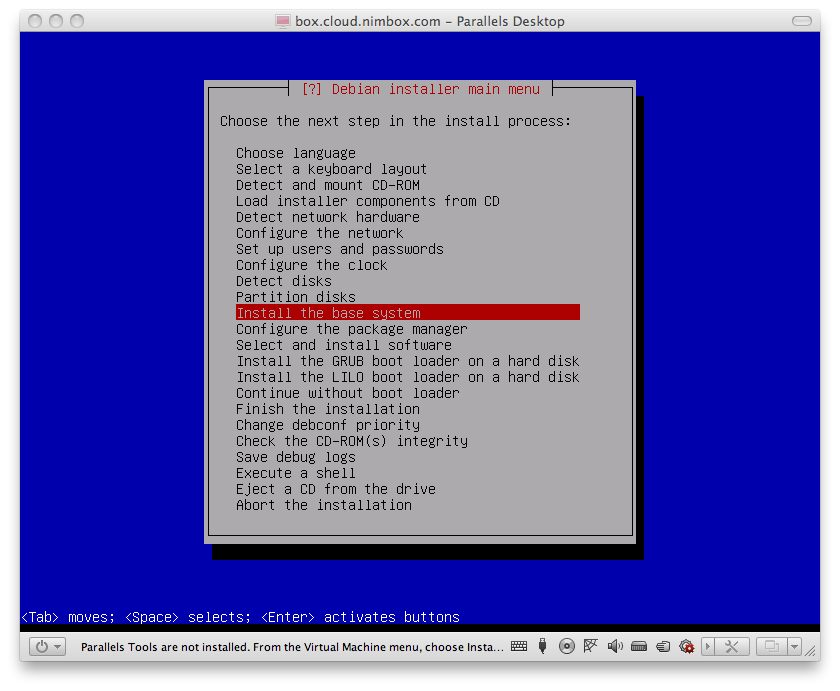 box.cloud.nimbox.com – Parallels Desktop
[?] Debian installer main menu
Choose the next step in the install process:
Choose language
Select a keyboard layout
Detect and mount CD-ROM
Load installer components from CD
Detect network hardware
Configure the network
Set up users and passwords
Configure the clock
Detect disks
Partition disks
Install the base system
Configure the package manager
Select and install software
Install the GRUB boot loader on a hard disk
Install the LILO boot loader on a hard disk
Continue without boot loader
Finish the installation
Change debconf priority
Check the CD-ROM(s) integrity
Save debug logs
Execute a shell
Eject a CD from the drive
Abort the installation
<Tab> moves; <Space> selects; <Enter> activates buttons
Parallels Tools are not installed. From the Virtual Machine menu, choose Insta...